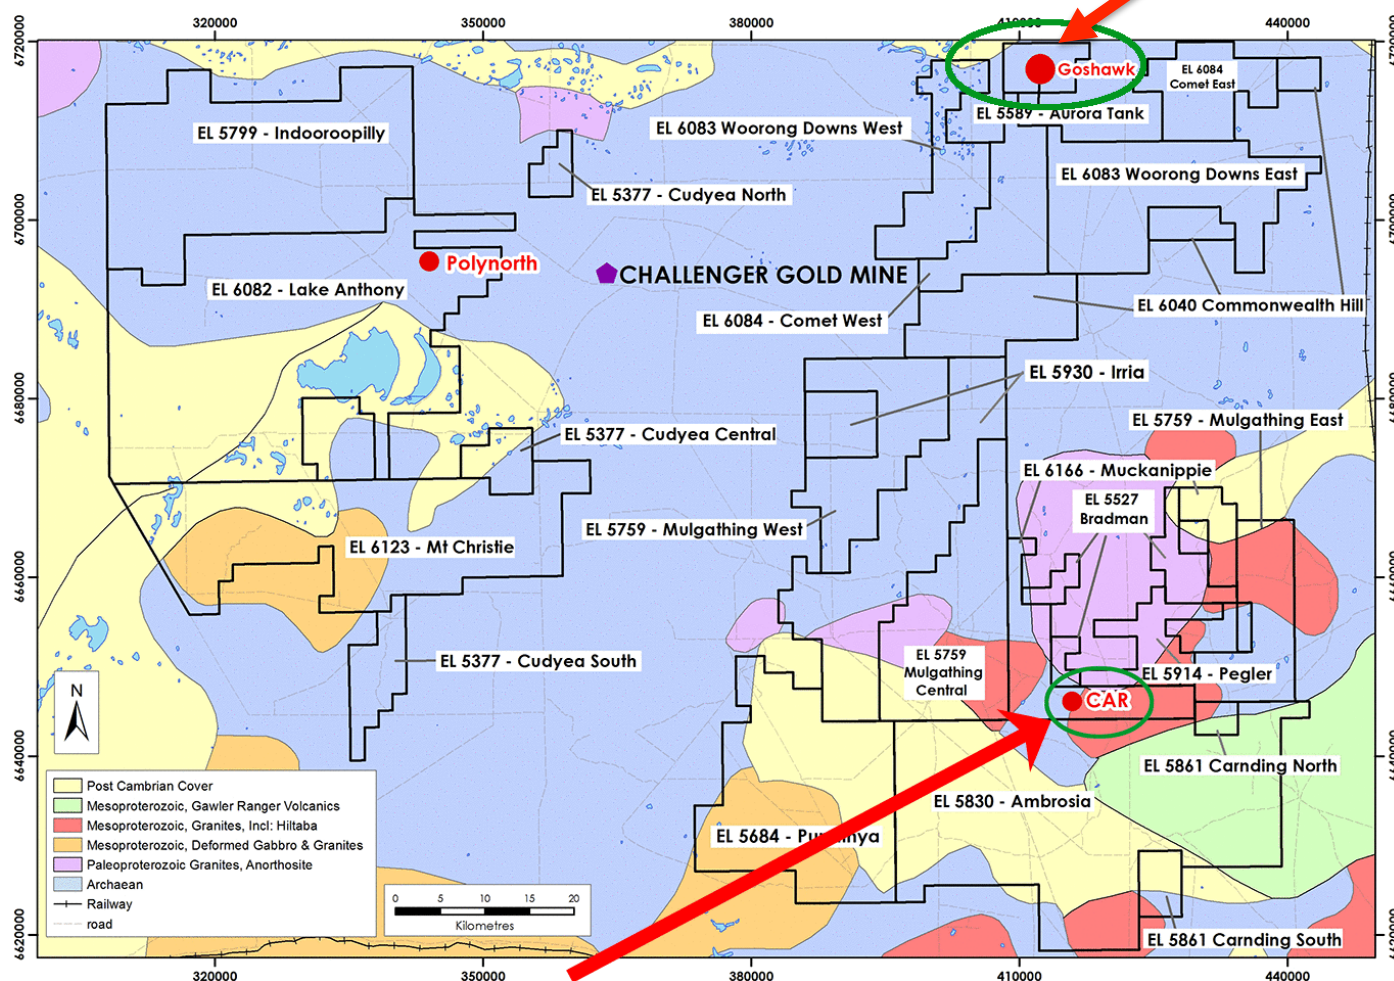 320000 350000 380000 410000 440000
6720000
Goshawk
EL 6084
Comet East
EL 5799 - Indooroopilly
EL 6083 Woorong Downs West
EL 5589 - Aurora Tank
EL 6083 Woorong Downs East
EL 5377 - Cudyea North
6700000
Polynorth
CHALLENGER GOLD MINE
EL 6082 - Lake Anthony
EL 6040 Commonwealth Hill
EL 6084 - Comet West
EL 5930 - Irria
6680000
EL 5759 - Mulgathing East
EL 5377 - Cudyea Central
EL 6166 - Muckanippie
EL 5527
Bradman
EL 5759 - Mulgathing West
EL 6123 - Mt Christie
6660000
EL 5377 - Cudyea South
EL 5759
Mulgathing
Central
EL 5914 - Pegler
CAR
N
6640000
EL 5861 Carnding North
EL 5830 - Ambrosia
EL 5684 -
Post Cambrian Cover
Mesoproterozoic, Gawler Ranger Volcanics
Mesoproterozoic, Granites, Incl: Hiltaba
Mesoproterozoic, Deformed Gabbro & Granites
Paleoproterozoic Granites, Anorthosite
Archaean
Railway
road
0 5 10 15 20
Kilometres
EL 5861 Carnding South
6620000
320000 350000 380000 410000 440000